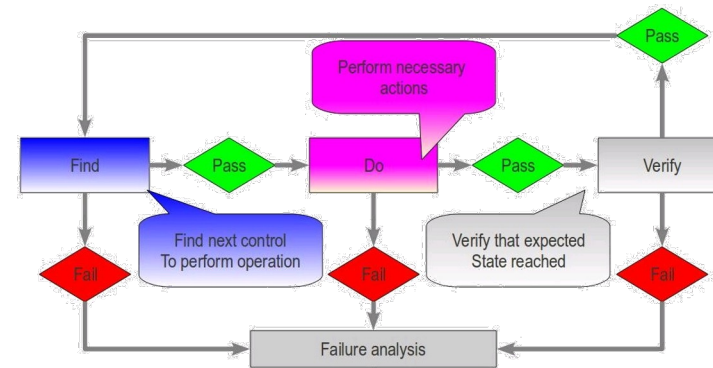 Pass
Perform necessary
actions
Find
Pass
Do
Pass
Verify
Find next control
To perform operation
Verify that expected
State reached
Fail
Fail
Fail
Failure analysis